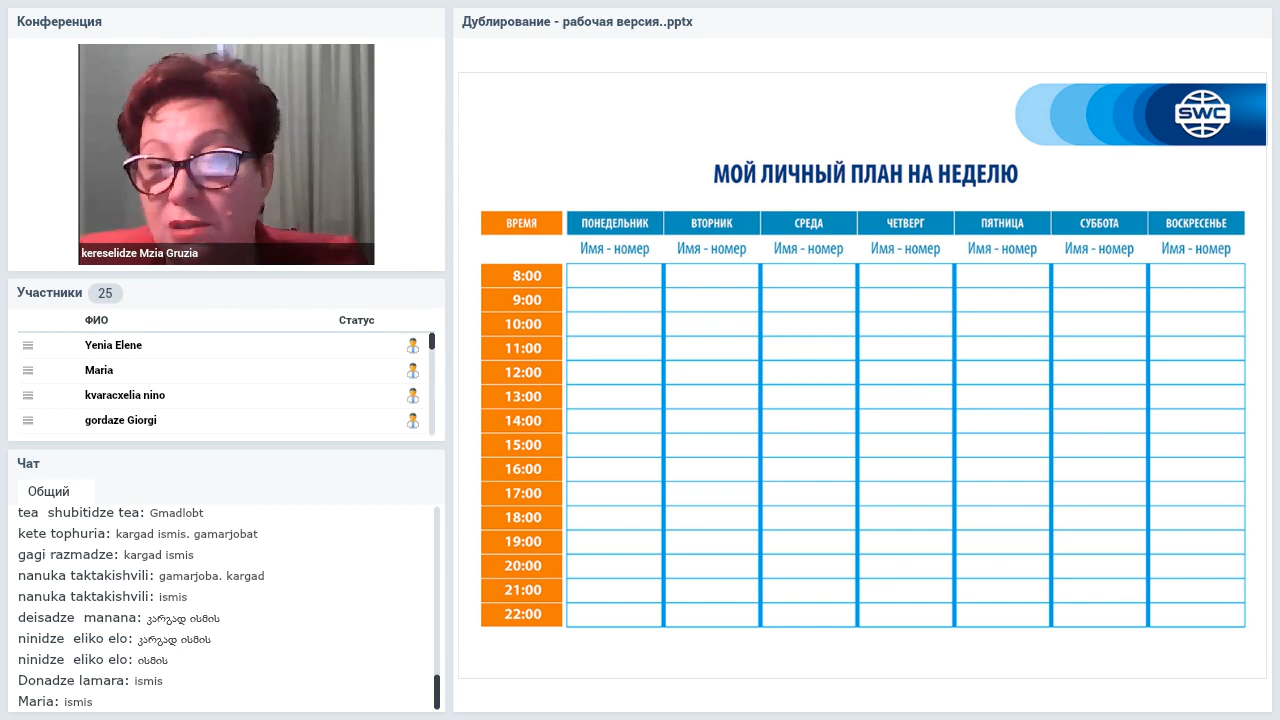 Конференция
kereselidze Mzia Gruzia
Участники 25
ФИО Статус
Yenia Elene
Maria
kvaracxelia nino
gordaze Giorgi
Чат
Общий
tea shubitidze tea: Gmadlobt
kete tophuria: kargad ismis. gamarjobat
gagi razmadze: kargad ismis
nanuka taktakishvili: gamarjoba. kargad
nanuka taktakishvili: ismis
deisadze manana: კარგად ისმის
ninidze eliko elo: კარგად ისმის
ninidze eliko elo: ისმის
Donadze lamara: ismis
Maria: ismis
Дублирование - рабочая версия..pptx
SWC
МОЙ ЛИЧНЫЙ ПЛАН НА НЕДЕЛЮ
ВРЕМЯ ПОНЕДЕЛЬНИК ВТОРНИК СРЕДА ЧЕТВЕРГ ПЯТНИЦА СУББОТА ВОСКРЕСЕНЬЕ
Имя - номер Имя - номер Имя - номер Имя - номер Имя - номер Имя - номер Имя - номер
8:00
9:00
10:00
11:00
12:00
13:00
14:00
15:00
16:00
17:00
18:00
19:00
20:00
21:00
22:00